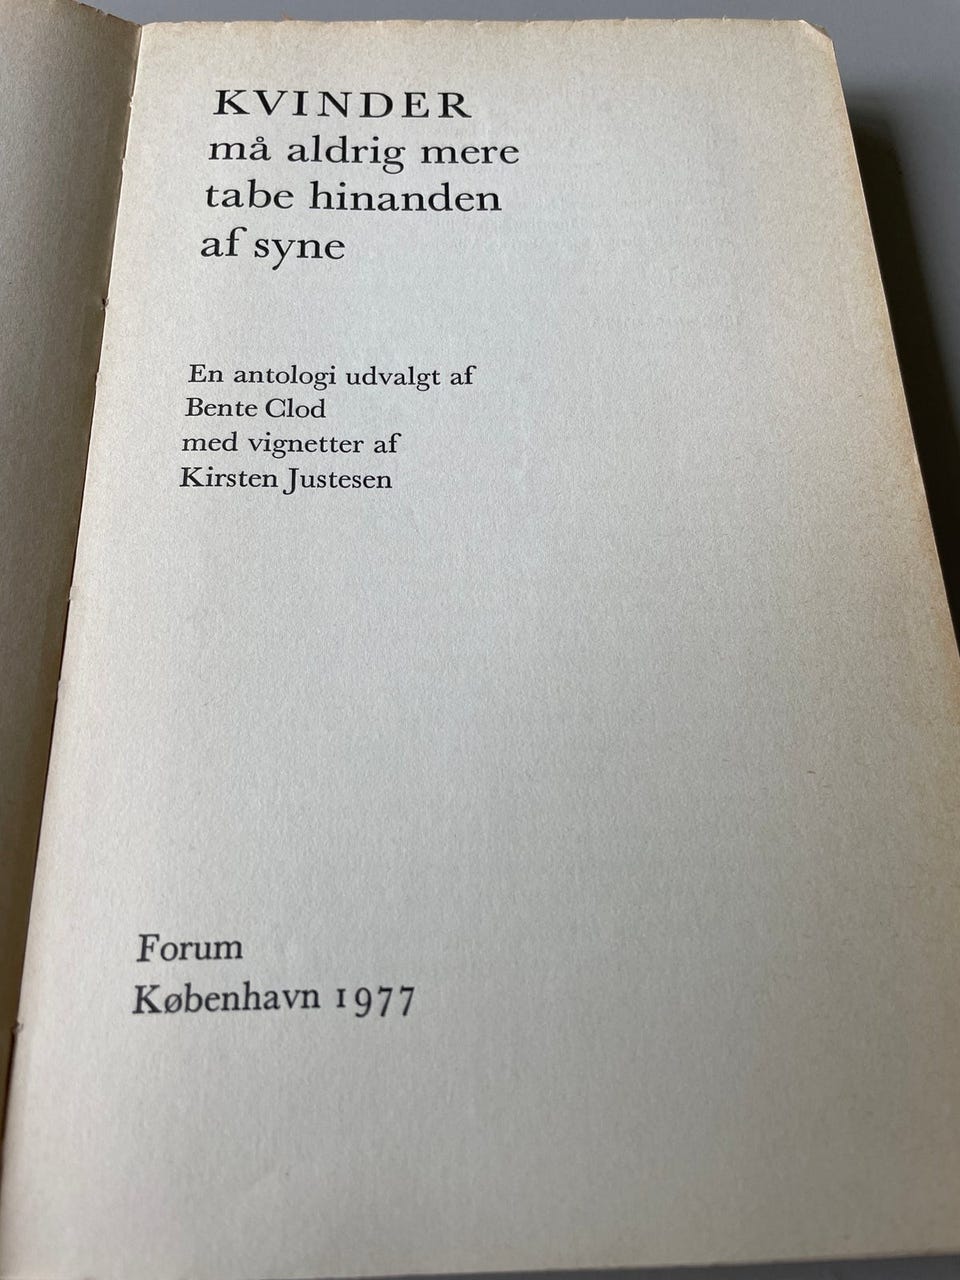 KVINDER
må aldrig mere
tabe hinanden
af syne
En antologi udvalgt af
Bente Clod
med vignetter af
Kirsten Justesen
Forum
København 1977